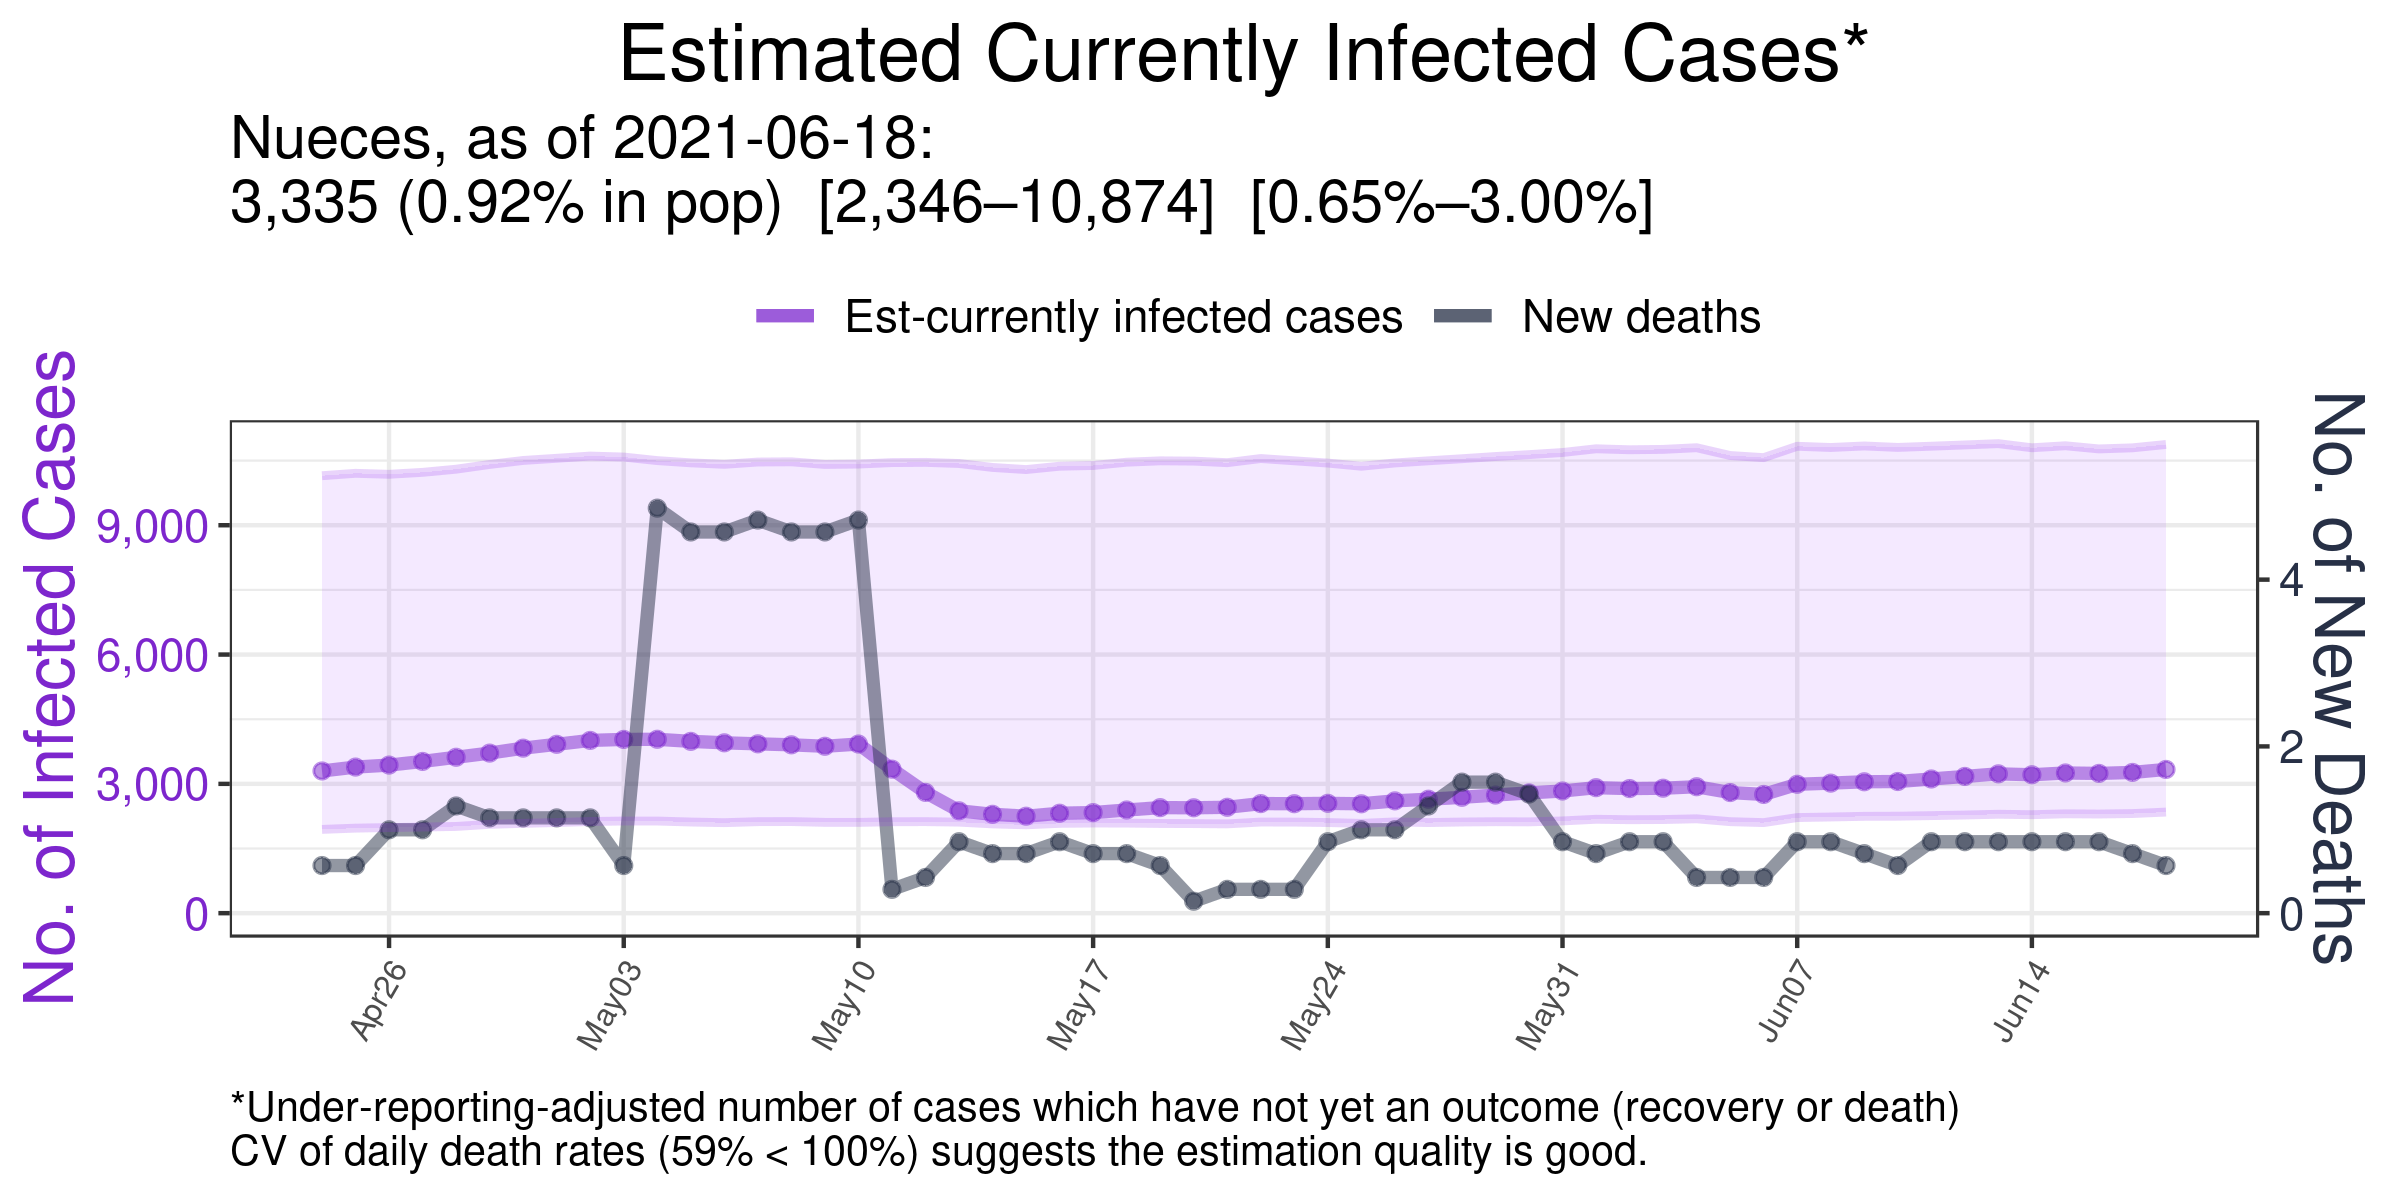 Estimated Currently Infected Cases*
Nueces, as of 2021-06-18:
3,335 (0.92% in pop)  [2,346–10,874]  [0.65%–3.00%]
Est-currently infected cases
New deaths
No. of Infected Cases
9,000
6,000
3,000
0
No. of New Deaths
4
2
0
Apr26
May03
May10
May17
May24
May31
Jun07
Jun14
*Under-reporting-adjusted number of cases which have not yet an outcome (recovery or death)
CV of daily death rates (59% < 100%) suggests the estimation quality is good.